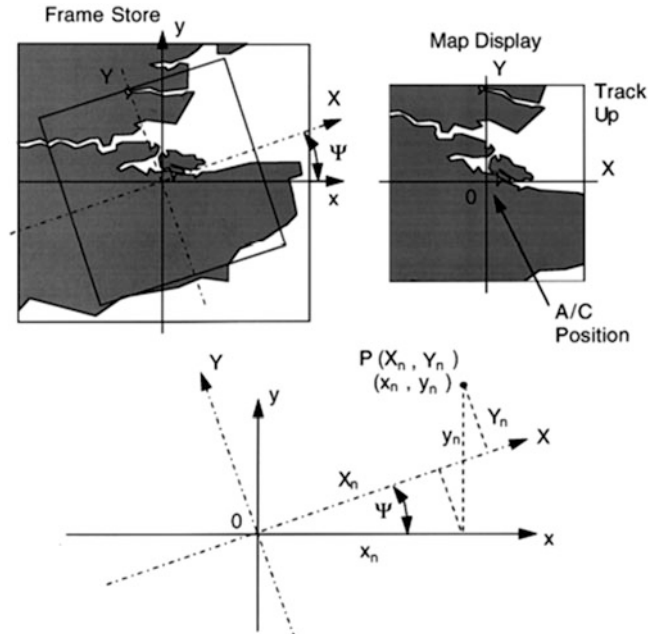 Frame Store
y
Y
X
Ψ
x
Map Display
Y
Track
Up
X
0
A/C
Position
P (Xₙ , Yₙ )
(xₙ , yₙ )
Y
y
Yₙ
yₙ
X
Xₙ
Ψ
0
x
xₙ